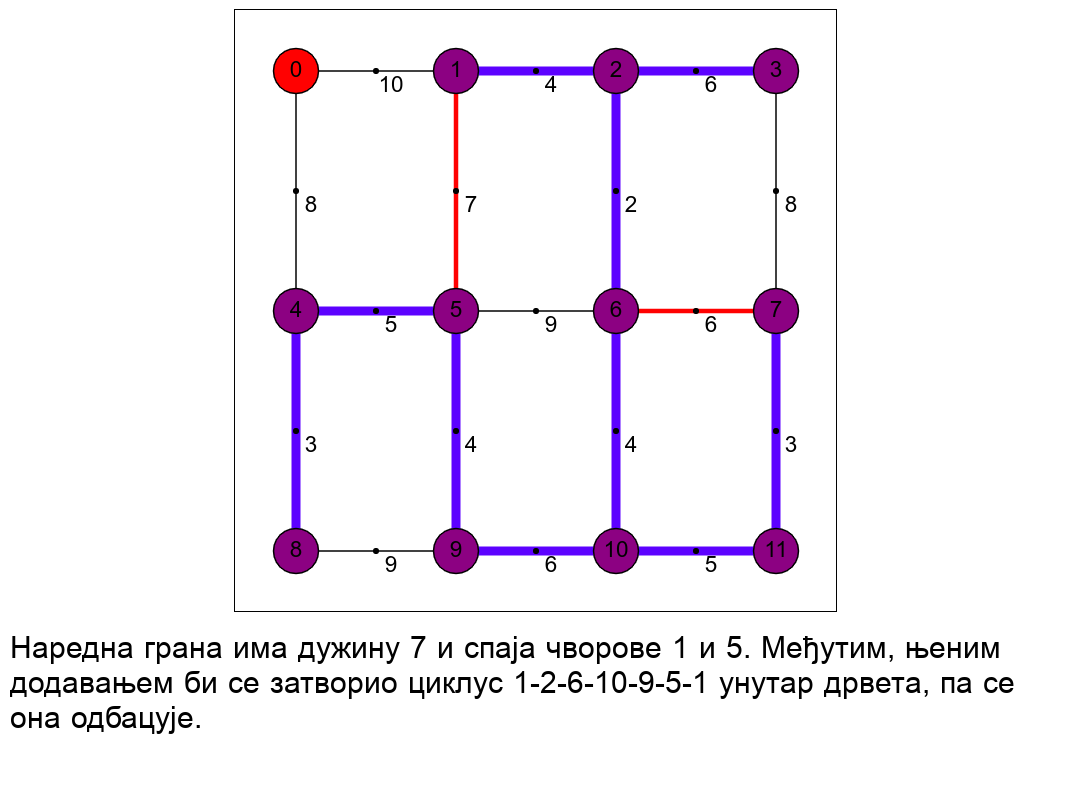 0 10 1 4 2 6 3
8 7 2 8
4 5 5 9 6 6 7
3 4 4 3
8 9 9 6 10 5 11
Наредна грана има дужину 7 и спаја чворове 1 и 5. Међутим, њеним
додавањем би се затворио циклус 1-2-6-10-9-5-1 унутар дрвета, па се
она одбацује.